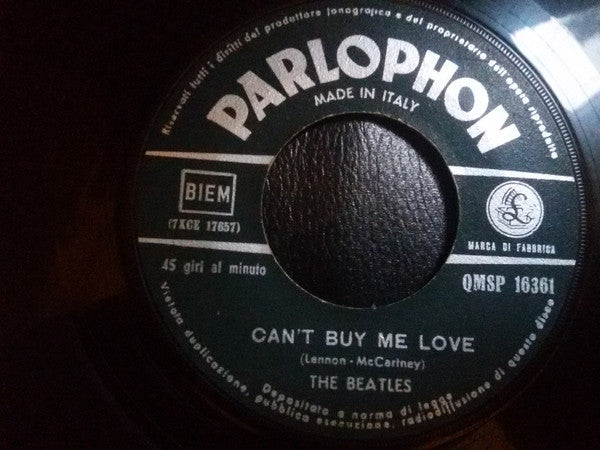 Riservati tutti i diritti del produttore fonografico e del proprietario dell'opera riprodotta
PARLOPHON
MADE IN ITALY
BIEM
(7XCE 17657)
£
MARCA DI FABBRICA
45 giri al minuto
QMSP 16361
CAN'T BUY ME LOVE
(Lennon - McCartney)
THE BEATLES
Vietata duplicazione, radiodiffusione di questo disco
pubblica esecuzione,
Depositato a norma di legge